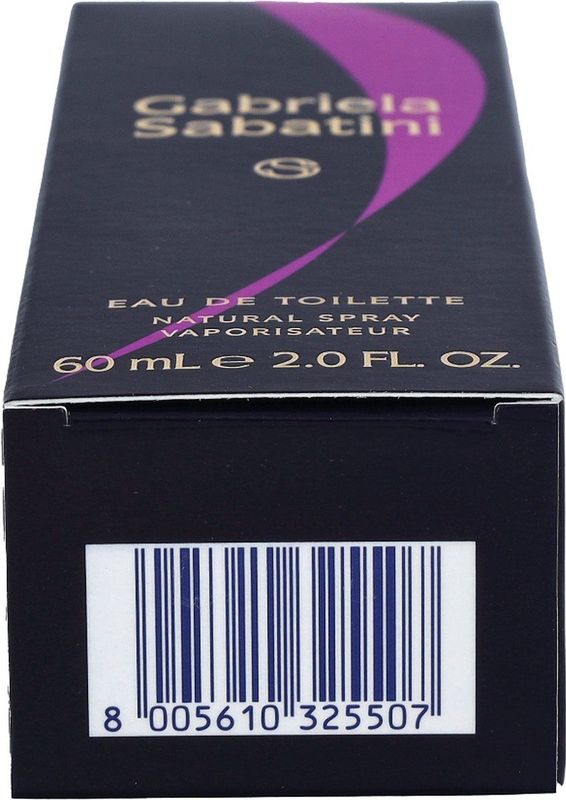 Gabriela
Sabatini
S
EAU DE TOILETTE
NATURAL SPRAY
VAPORISATEUR
60 mL e 2.0 FL. OZ.
8 005610 325507